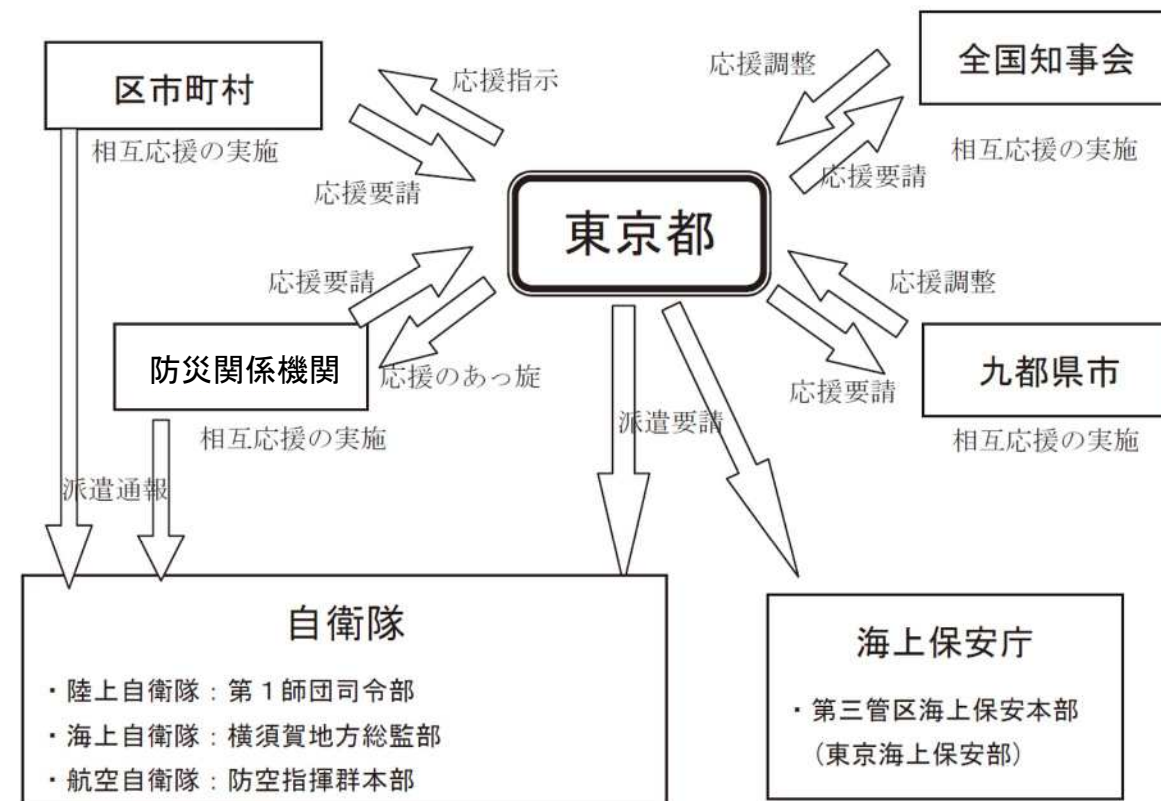 区市町村
相互応援の実施
応援指示
応援要請
応援調整
全国知事会
相互応援の実施
応援要請
東京都
応援要請
防災関係機関
応援のあっ旋
相互応援の実施
応援調整
九都県市
応援要請
相互応援の実施
派遣要請
派遣通報
自衛隊
・陸上自衛隊：第１師団司令部
・海上自衛隊：横須賀地方総監部
・航空自衛隊：防空指揮群本部
海上保安庁
・第三管区海上保安本部
（東京海上保安部）